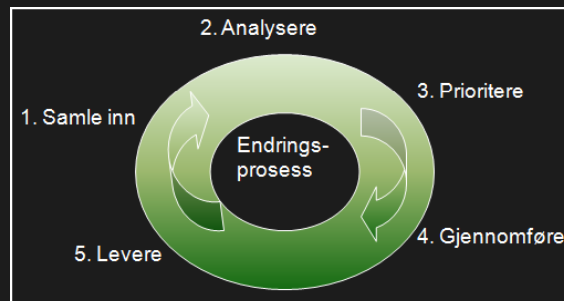 2. Analysere
3. Prioritere
1. Samle inn
Endrings-
prosess
4. Gjennomføre
5. Levere